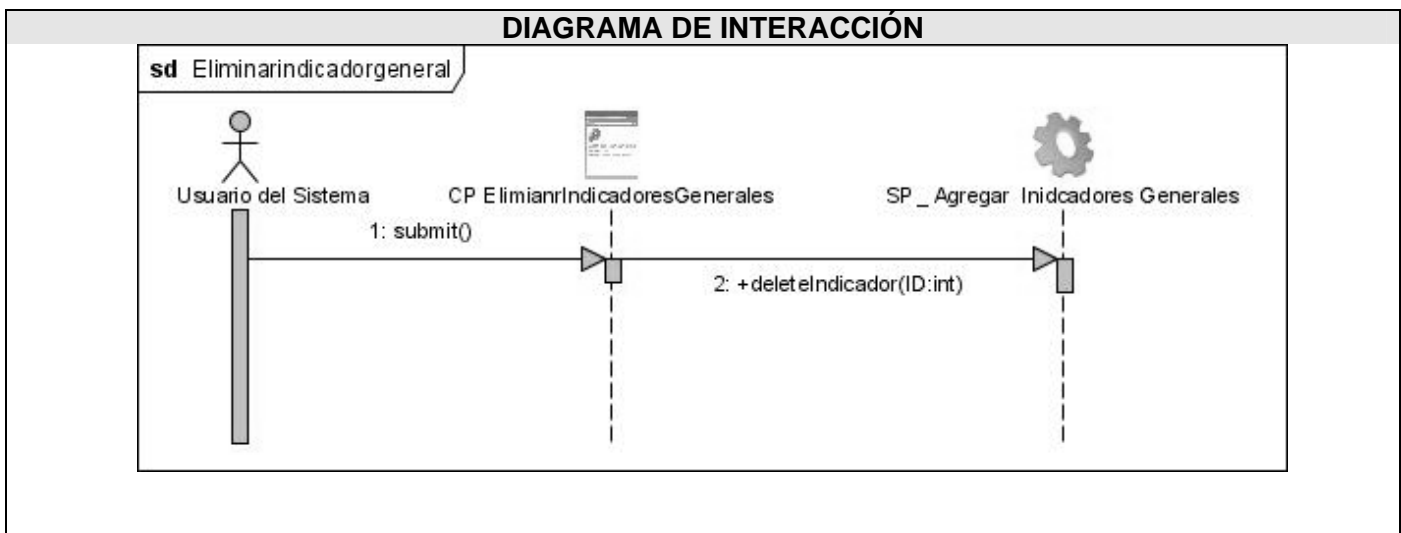 DIAGRAMA DE INTERACCIÓN
sd Eliminarindicadorgeneral
Usuario del Sistema CP ElimianrIndicadoresGenerales SP _ Agregar Inidcadores Generales
1: submit()
2: +deleteIndicador(ID:int)